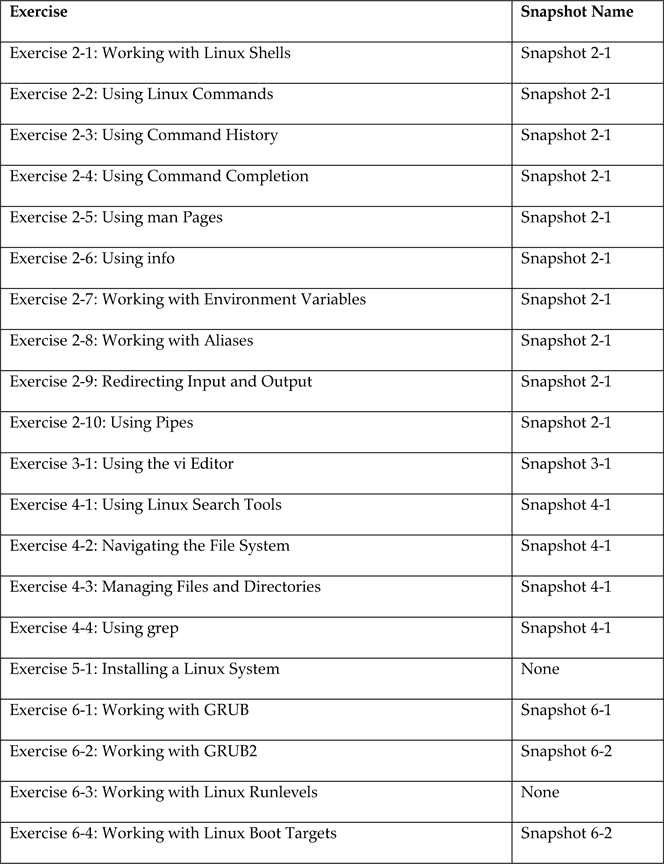 Exercise Snapshot Name
Exercise 2-1: Working with Linux Shells Snapshot 2-1
Exercise 2-2: Using Linux Commands Snapshot 2-1
Exercise 2-3: Using Command History Snapshot 2-1
Exercise 2-4: Using Command Completion Snapshot 2-1
Exercise 2-5: Using man Pages Snapshot 2-1
Exercise 2-6: Using info Snapshot 2-1
Exercise 2-7: Working with Environment Variables Snapshot 2-1
Exercise 2-8: Working with Aliases Snapshot 2-1
Exercise 2-9: Redirecting Input and Output Snapshot 2-1
Exercise 2-10: Using Pipes Snapshot 2-1
Exercise 3-1: Using the vi Editor Snapshot 3-1
Exercise 4-1: Using Linux Search Tools Snapshot 4-1
Exercise 4-2: Navigating the File System Snapshot 4-1
Exercise 4-3: Managing Files and Directories Snapshot 4-1
Exercise 4-4: Using grep Snapshot 4-1
Exercise 5-1: Installing a Linux System None
Exercise 6-1: Working with GRUB Snapshot 6-1
Exercise 6-2: Working with GRUB2 Snapshot 6-2
Exercise 6-3: Working with Linux Runlevels None
Exercise 6-4: Working with Linux Boot Targets Snapshot 6-2